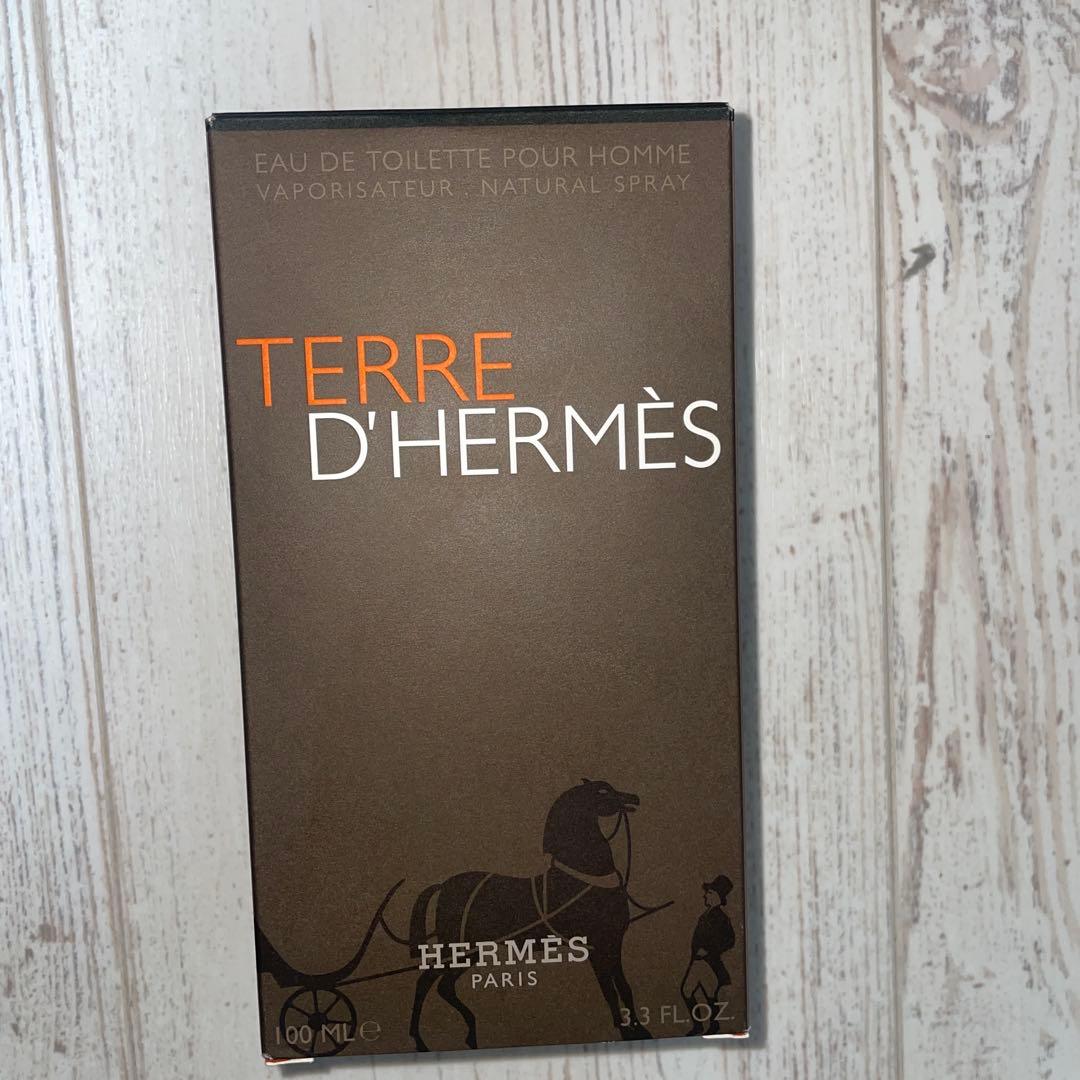 EAU DE TOILETTE POUR HOMME
VAPORISATEUR . NATURAL SPRAY
TERRE
D'HERMÈS
HERMÈS
PARIS
100 ML ℮
3.3 FL.OZ.